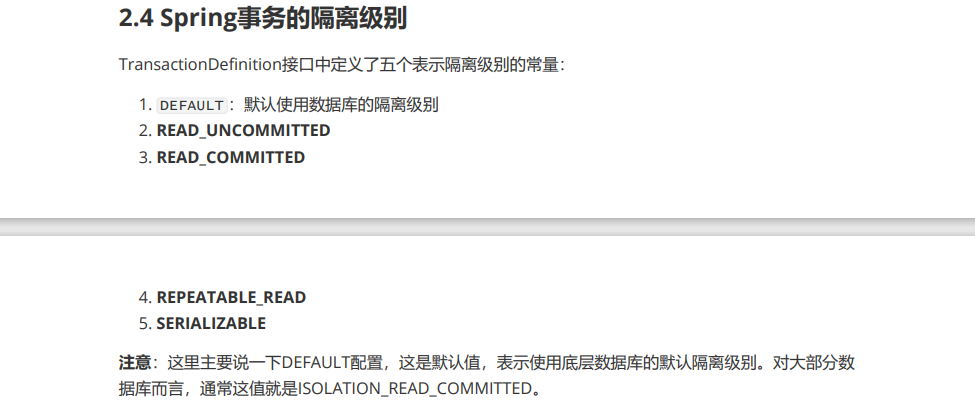 2.4 Spring事务的隔离级别
TransactionDefinition接口中定义了五个表示隔离级别的常量：
1. DEFAULT：默认使用数据库的隔离级别
2. READ_UNCOMMITTED
3. READ_COMMITTED
4. REPEATABLE_READ
5. SERIALIZABLE
注意：这里主要说一下DEFAULT配置，这是默认值，表示使用底层数据库的默认隔离级别。对大部分数
据库而言，通常这值就是ISOLATION_READ_COMMITTED。